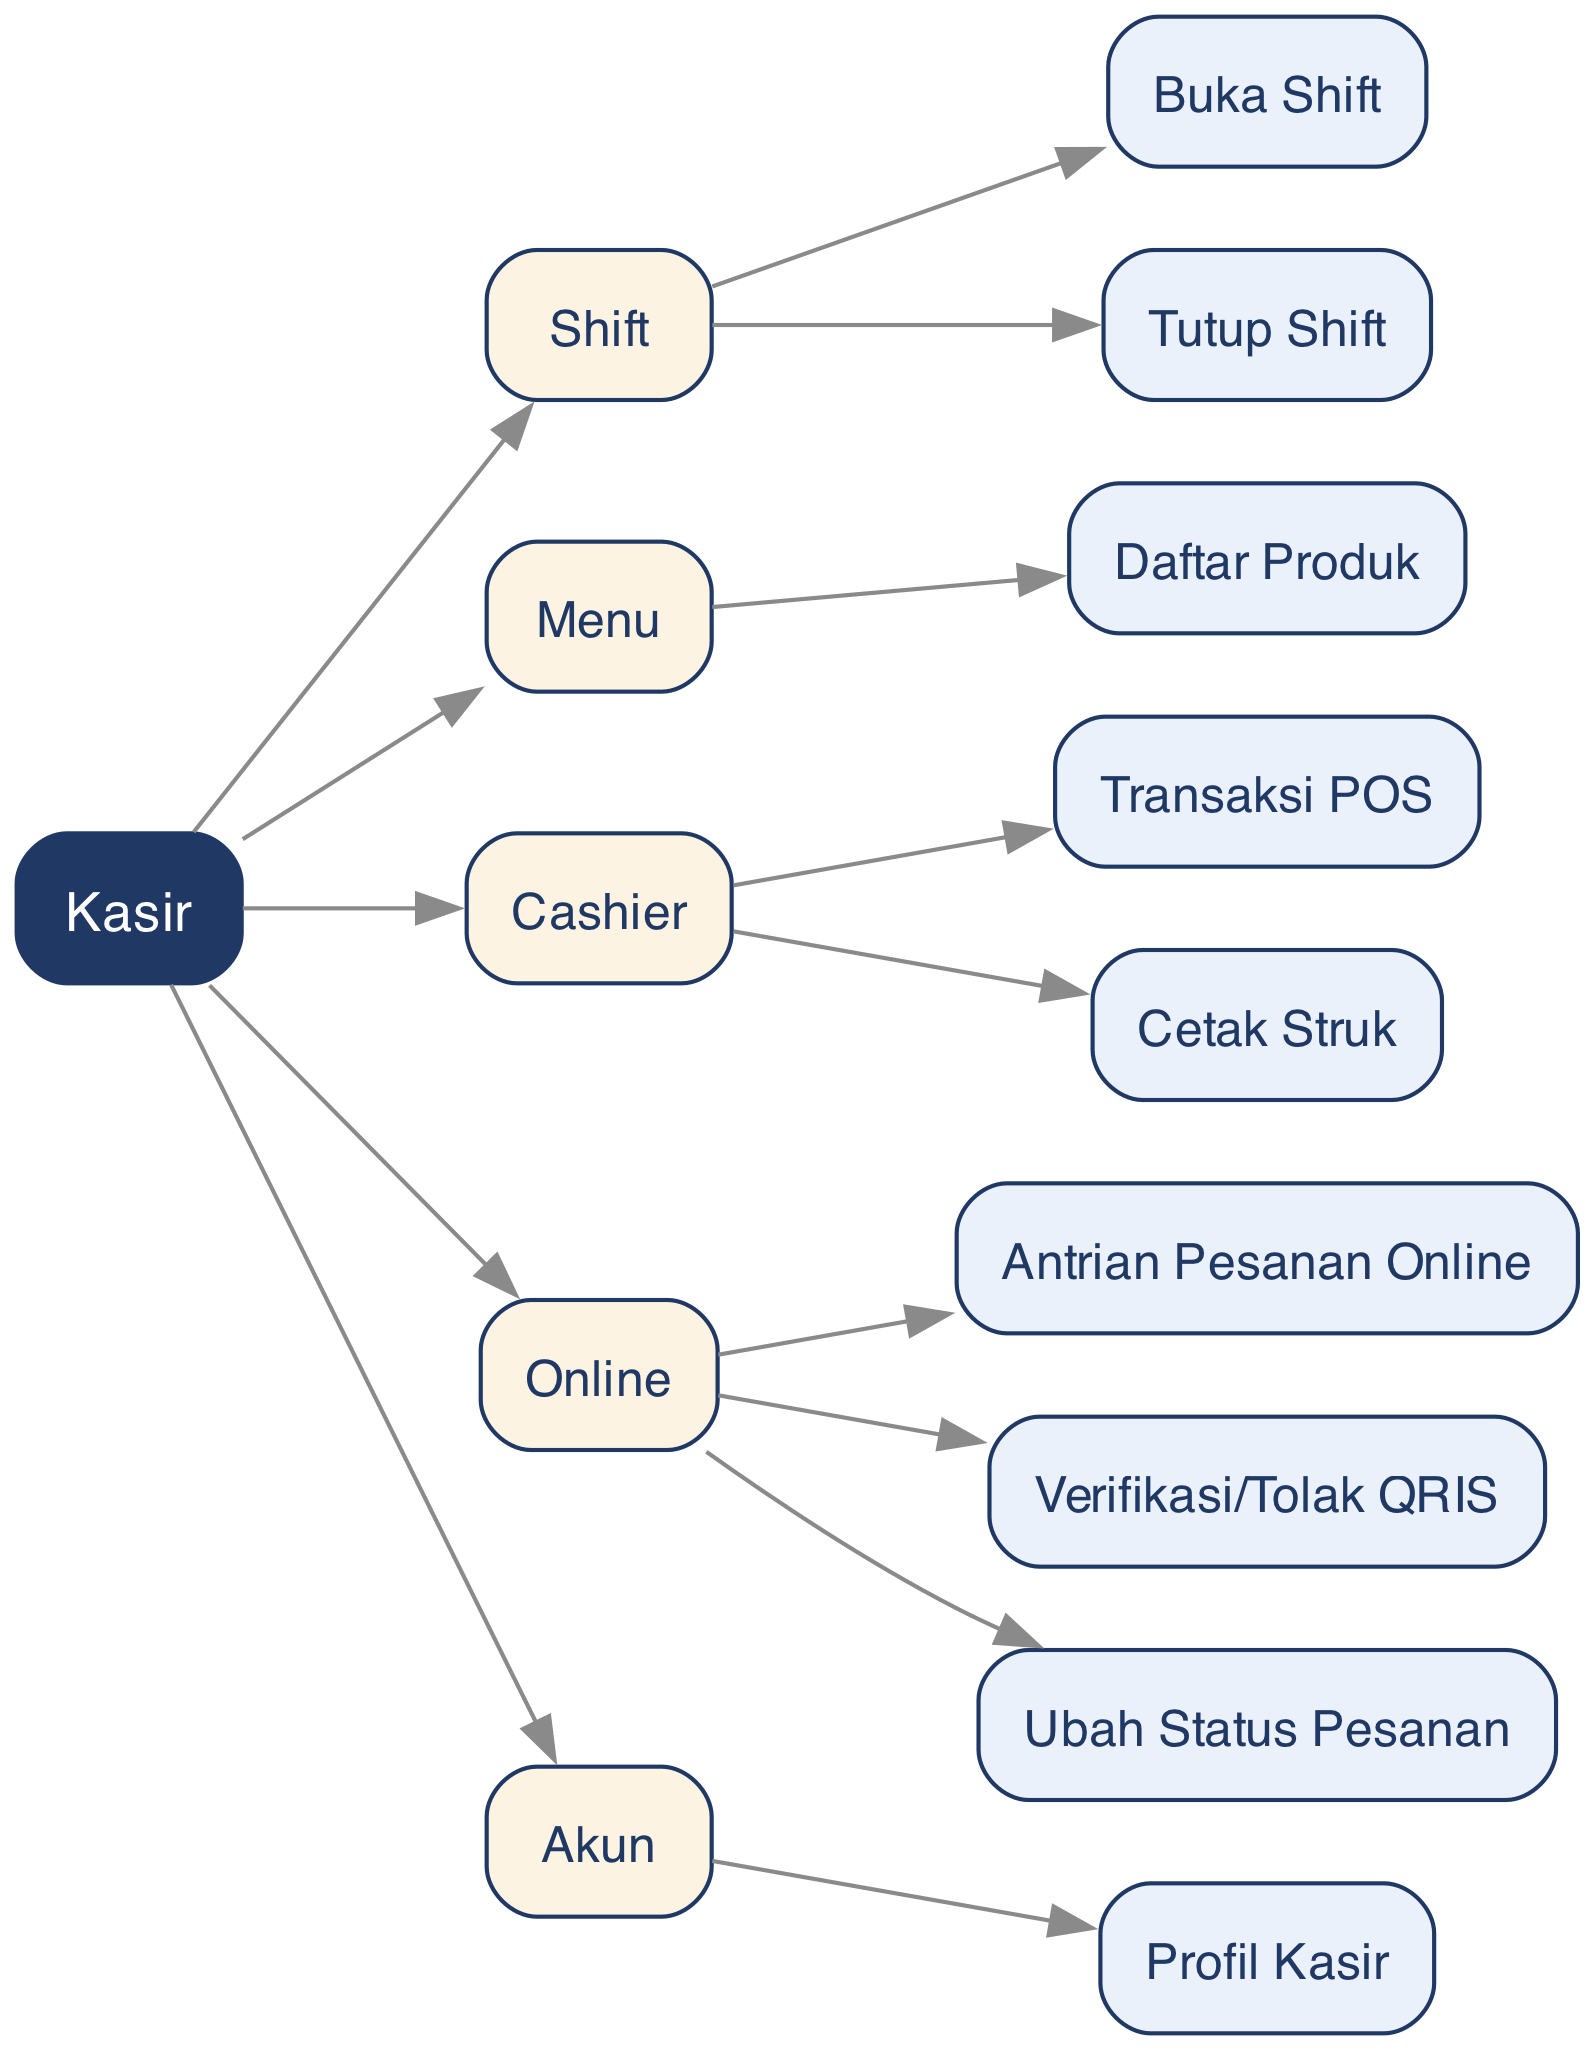 Kasir
Shift
Buka Shift
Tutup Shift
Menu
Daftar Produk
Cashier
Transaksi POS
Cetak Struk
Online
Antrian Pesanan Online
Verifikasi/Tolak QRIS
Ubah Status Pesanan
Akun
Profil Kasir